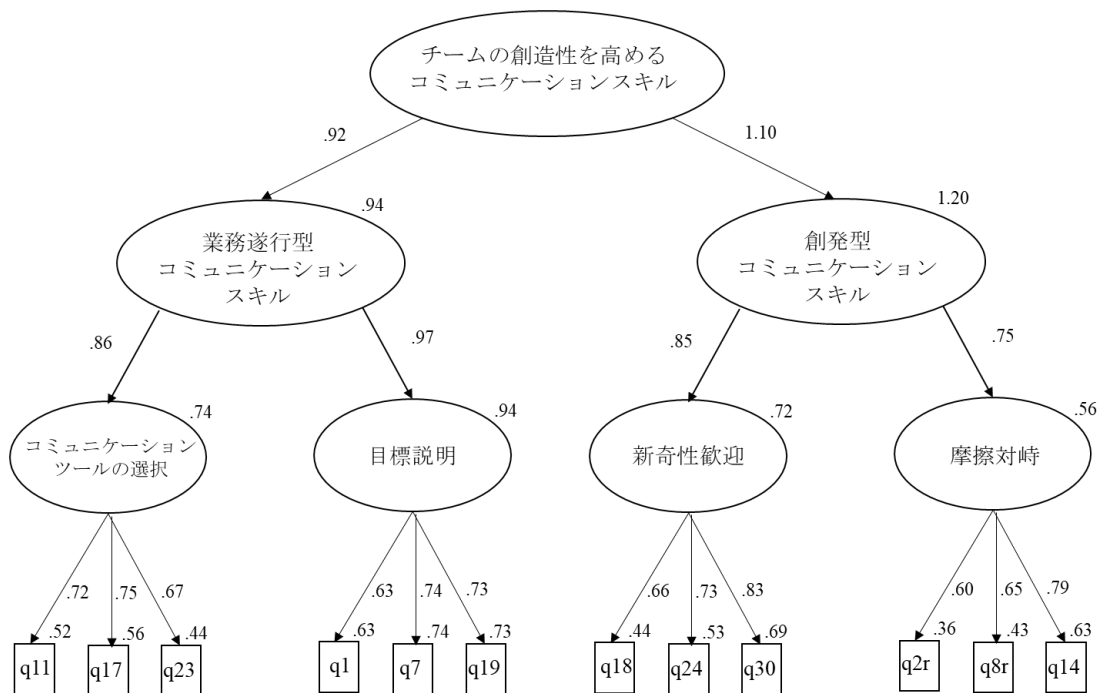 チームの創造性を高める
コミュニケーションスキル
.92
1.10
.94
1.20
業務遂行型
コミュニケーション
スキル
創発型
コミュニケーション
スキル
.86
.97
.85
.75
.74
.94
.72
.56
コミュニケーション
ツールの選択
目標説明
新奇性歓迎
摩擦対峙
.72
.75
.67
.63
.74
.73
.66
.73
.83
.60
.65
.79
.52
.56
.44
.63
.74
.73
.44
.53
.69
.36
.43
.63
q11
q17
q23
q1
q7
q19
q18
q24
q30
q2r
q8r
q14